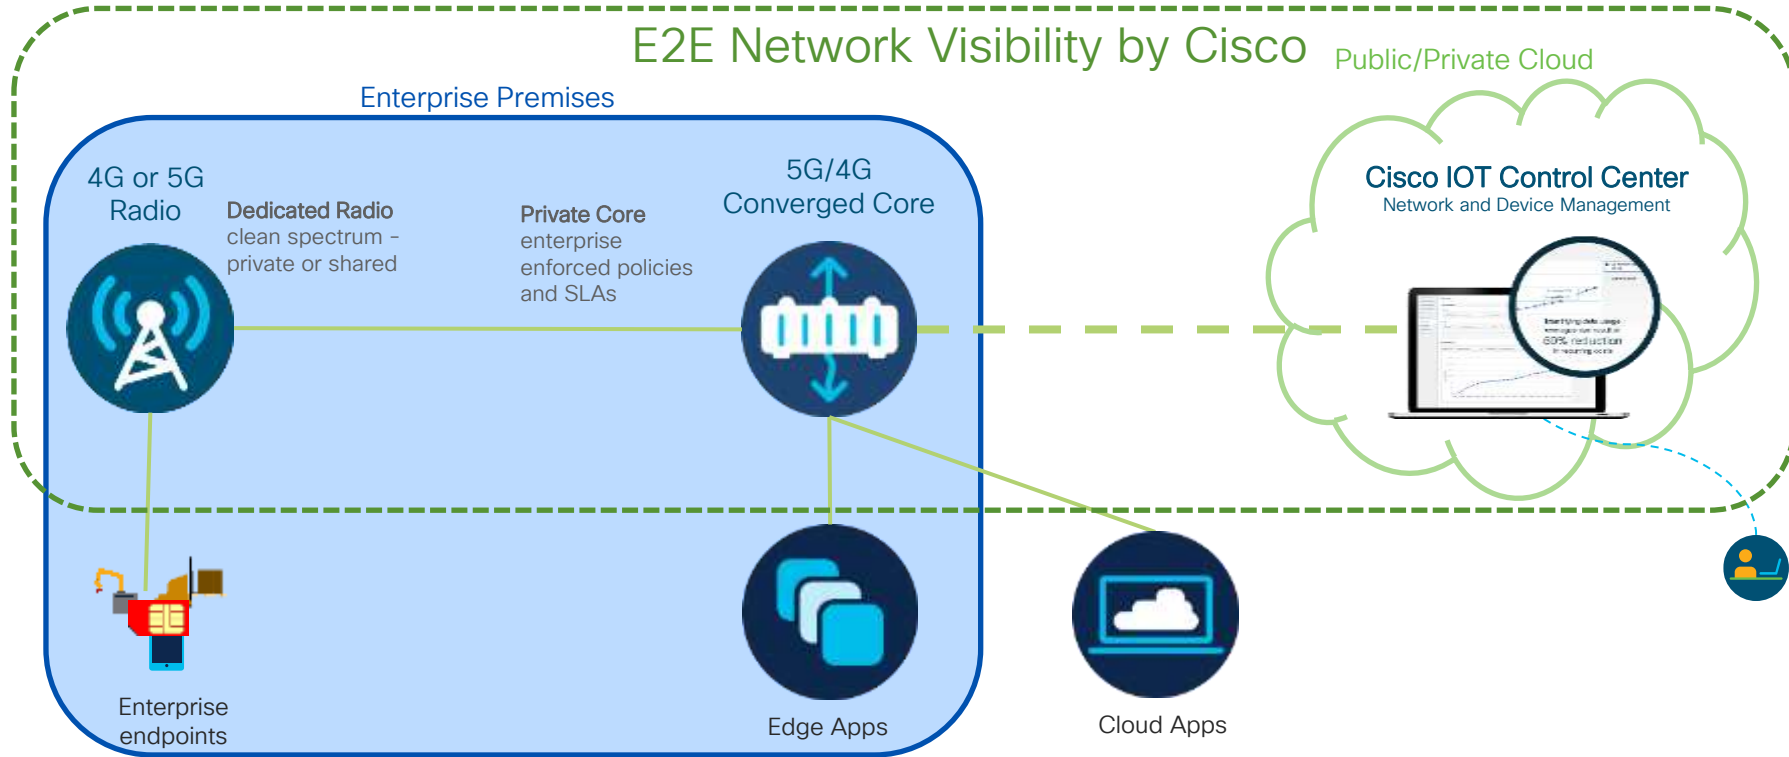 E2E Network Visibility by Cisco
Public/Private Cloud
Enterprise Premises
4G or 5G
Radio
Dedicated Radio
clean spectrum -
private or shared
Private Core
enterprise
enforced policies
and SLAs
5G/4G
Converged Core
Cisco IOT Control Center
Network and Device Management
60% reduction
Enterprise
endpoints
Edge Apps
Cloud Apps